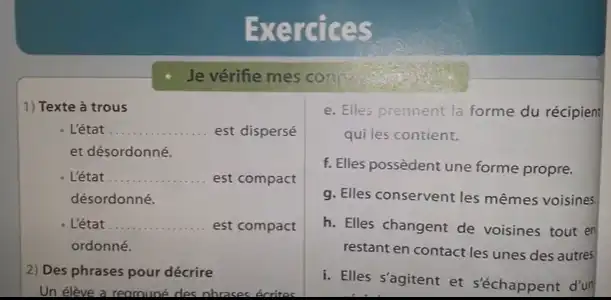 Exercices
• Je vérifie mes
1) Texte à trous
• L'état ................. est dispersé
et désordonné.
• L'état ................. est compact
désordonné.
• L'état ................. est compact
ordonné.
2) Des phrases pour décrire
Un élève a regroupé des phrases écrites
e. Elles prennent la forme du récipient
qui les contient.
f. Elles possèdent une forme propre.
g. Elles conservent les mêmes voisines
h. Elles changent de voisines tout en
restant en contact les unes des autres
i. Elles s'agitent et s'échappent d'un